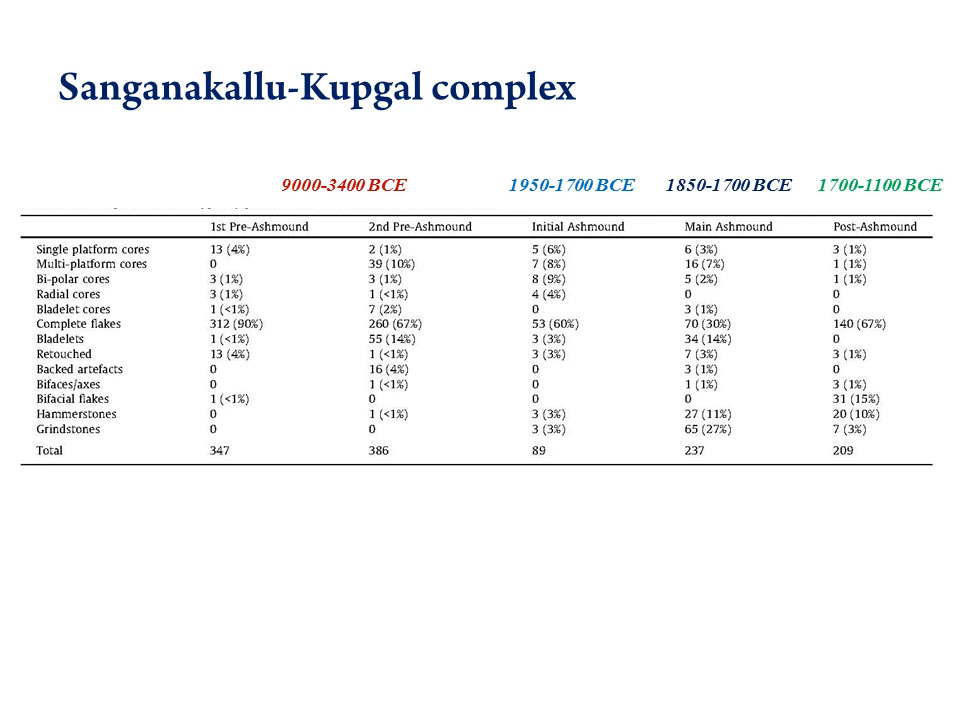 Sanganakallu-Kupgal complex
9000-3400 BCE 1950-1700 BCE 1850-1700 BCE 1700-1100 BCE
1st Pre-Ashmound 2nd Pre-Ashmound Initial Ashmound Main Ashmound Post-Ashmound
Single platform cores 13 (4%) 2 (1%) 5 (6%) 6 (3%) 3 (1%)
Multi-platform cores 0 39 (10%) 7 (8%) 16 (7%) 1 (1%)
Bi-polar cores 3 (1%) 3 (1%) 8 (9%) 5 (2%) 1 (1%)
Radial cores 3 (1%) 1 (<1%) 4 (4%) 0 0
Bladelet cores 1 (<1%) 7 (2%) 0 3 (1%) 0
Complete flakes 312 (90%) 260 (67%) 53 (60%) 70 (30%) 140 (67%)
Bladelets 1 (<1%) 55 (14%) 3 (3%) 34 (14%) 0
Retouched 13 (4%) 1 (<1%) 3 (3%) 7 (3%) 3 (1%)
Backed artefacts 0 16 (4%) 0 3 (1%) 0
Bifaces/axes 0 1 (<1%) 0 1 (1%) 3 (1%)
Bifacial flakes 1 (<1%) 0 0 0 31 (15%)
Hammerstones 0 1 (<1%) 3 (3%) 27 (11%) 20 (10%)
Grindstones 0 0 3 (3%) 65 (27%) 7 (3%)
Total 347 386 89 237 209